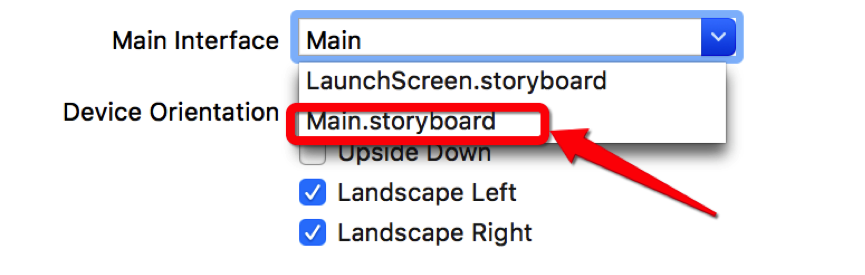 Main Interface Main
LaunchScreen.storyboard
Device Orientation
Main.storyboard
Upside Down
Landscape Left
Landscape Right